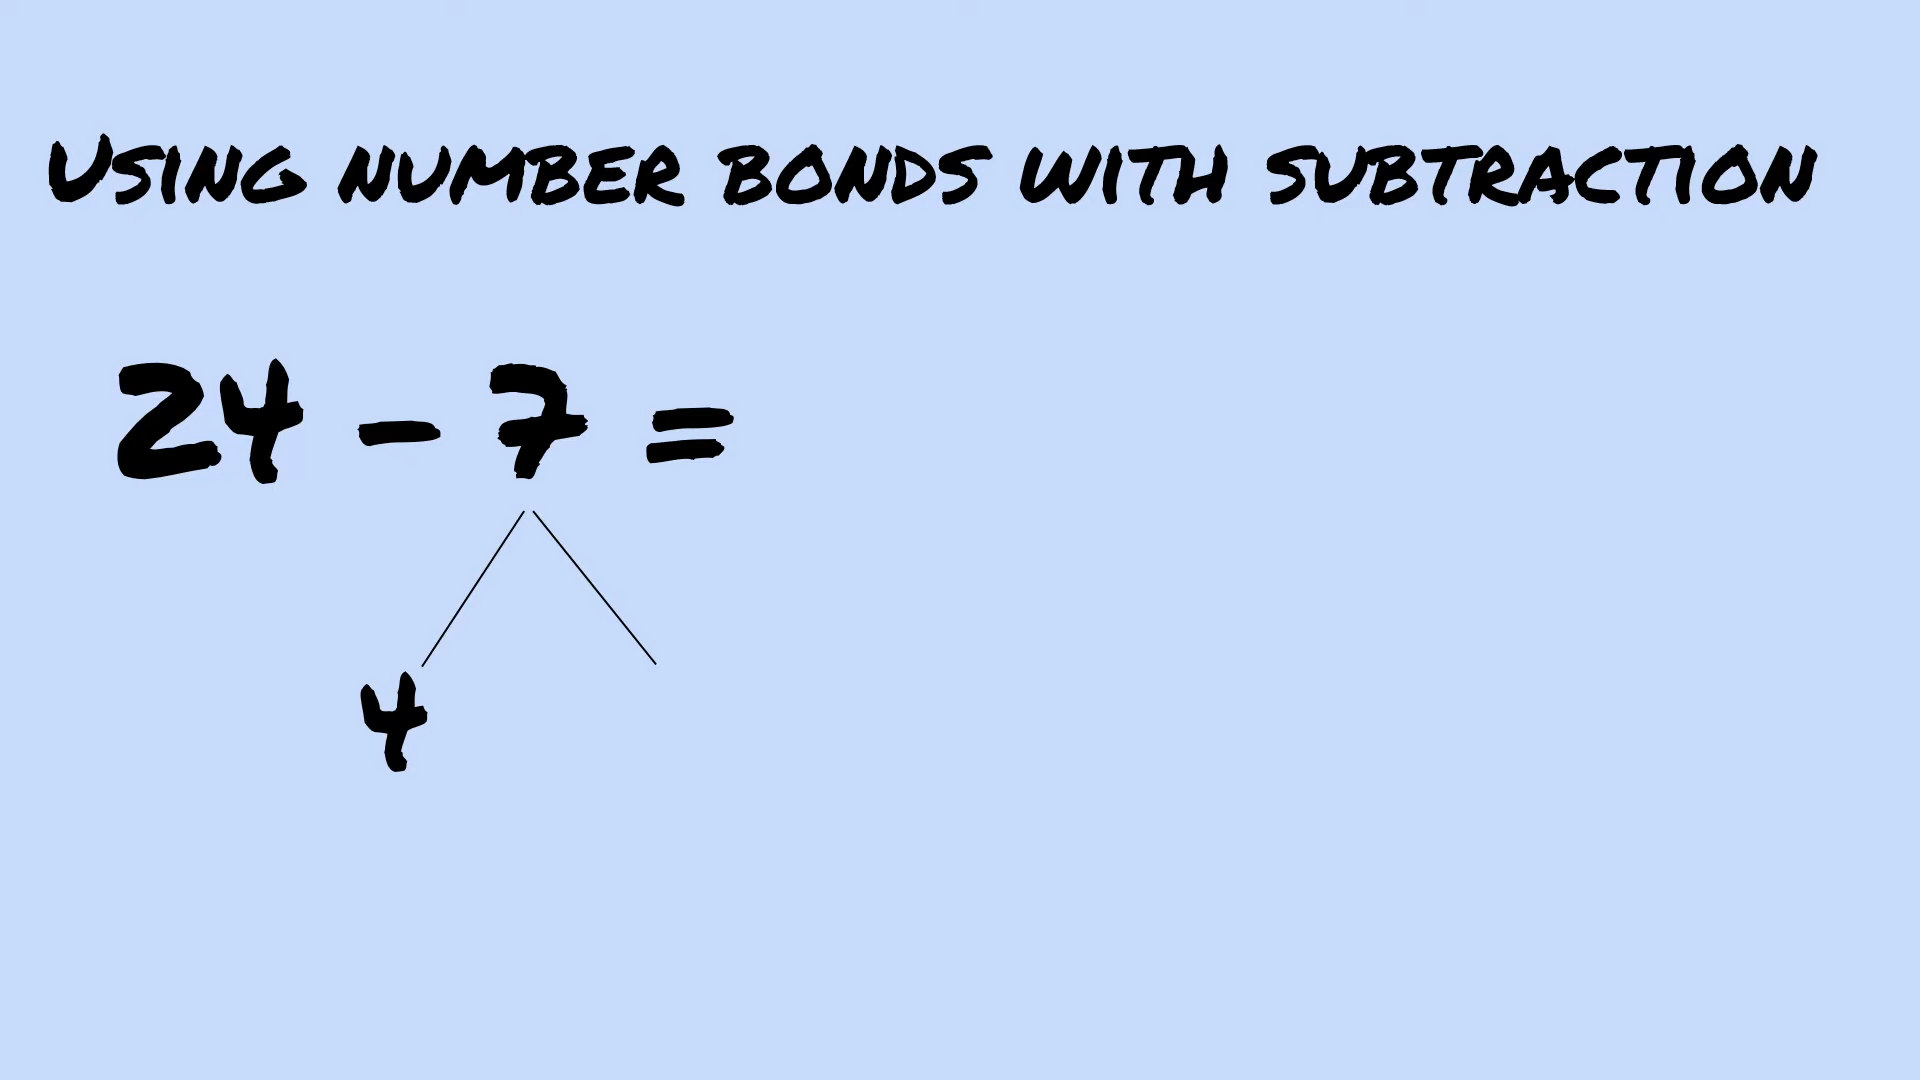 Using number bonds with subtraction
24 - 7 =
4